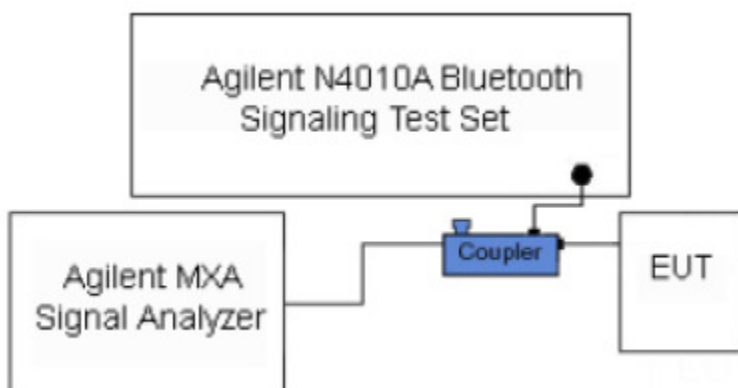 Agilent N4010A Bluetooth
Signaling Test Set
Coupler
EUT
Agilent MXA
Signal Analyzer